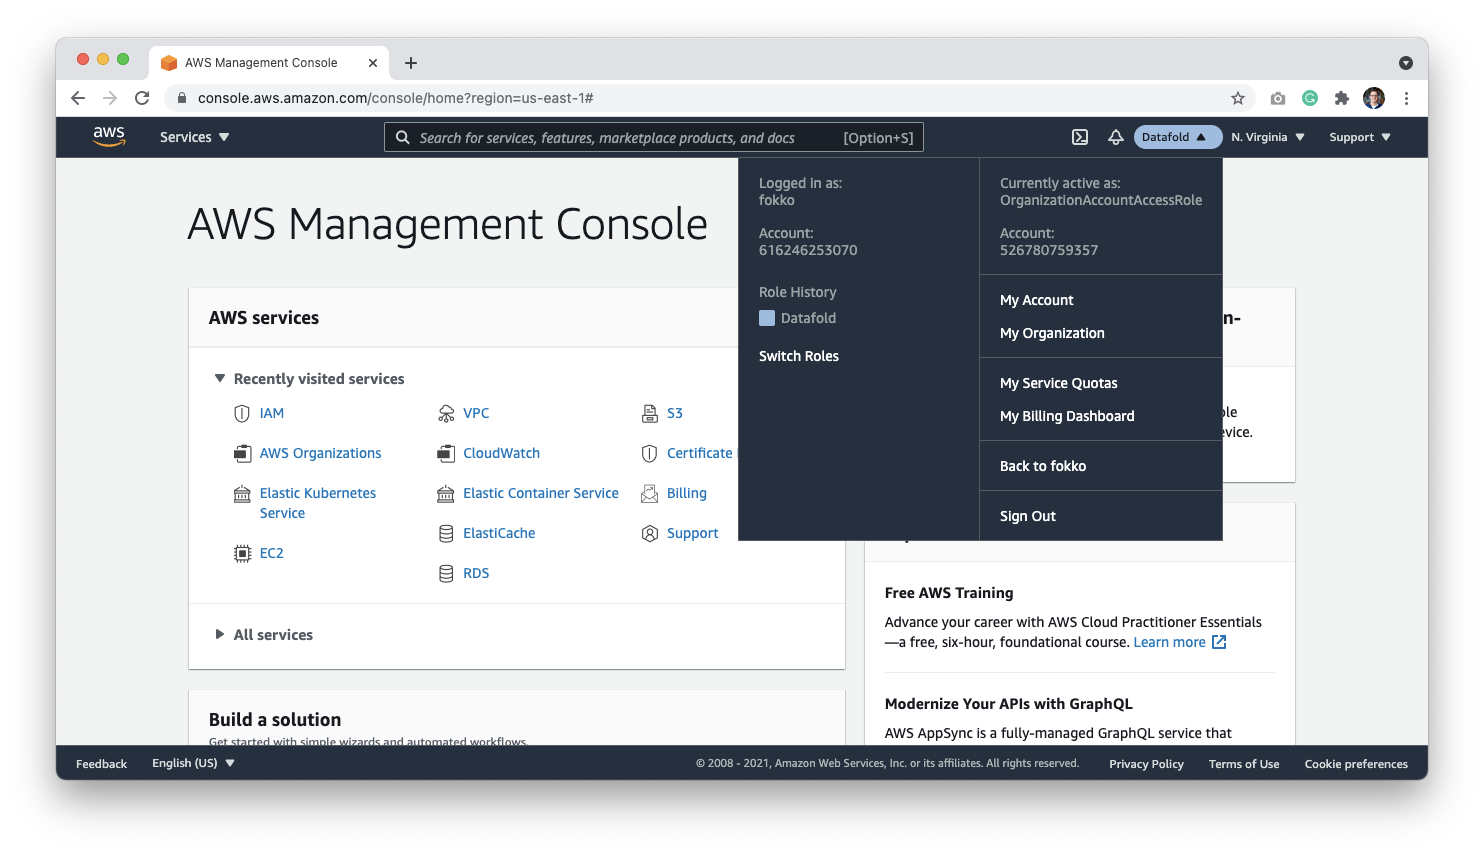 AWS Management Console
console.aws.amazon.com/console/home?region=us-east-1#
aws
Services
Search for services, features, marketplace products, and docs [Option+S]
Datafold
N. Virginia
Support
AWS Management Console
Logged in as:
fokko
Account:
616246253070
Role History
Datafold
Switch Roles
Currently active as:
OrganizationAccountAccessRole
Account:
526780759357
My Account
My Organization
My Service Quotas
My Billing Dashboard
Back to fokko
Sign Out
AWS services
Recently visited services
IAM
AWS Organizations
Elastic Kubernetes
Service
EC2
VPC
CloudWatch
Elastic Container Service
ElastiCache
RDS
S3
Certificate
Billing
Support
All services
Build a solution
Get started with simple wizards and automated workflows.
n-
evice.
Free AWS Training
Advance your career with AWS Cloud Practitioner Essentials
—a free, six-hour, foundational course. Learn more
Modernize Your APIs with GraphQL
AWS AppSync is a fully-managed GraphQL service that
Feedback
English (US)
© 2008 - 2021, Amazon Web Services, Inc. or its affiliates. All rights reserved.
Privacy Policy
Terms of Use
Cookie preferences